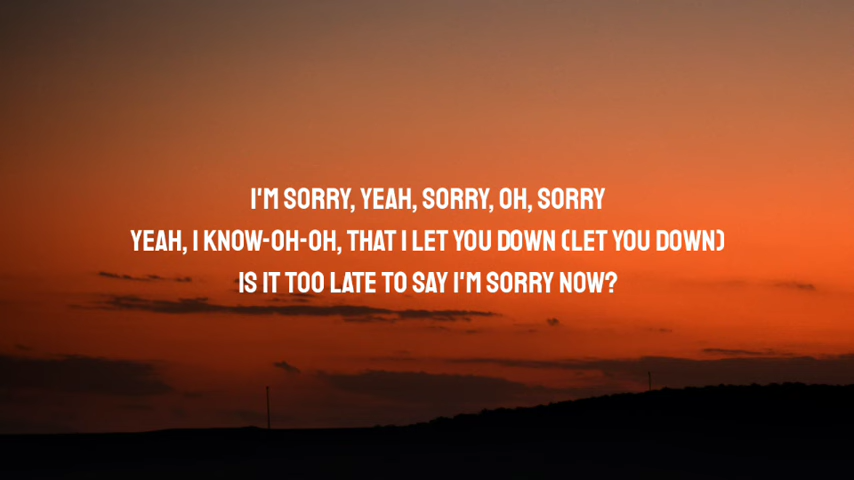 I'M SORRY, YEAH, SORRY, OH, SORRY
YEAH, I KNOW-OH-OH, THAT I LET YOU DOWN (LET YOU DOWN)
IS IT TOO LATE TO SAY I'M SORRY NOW?